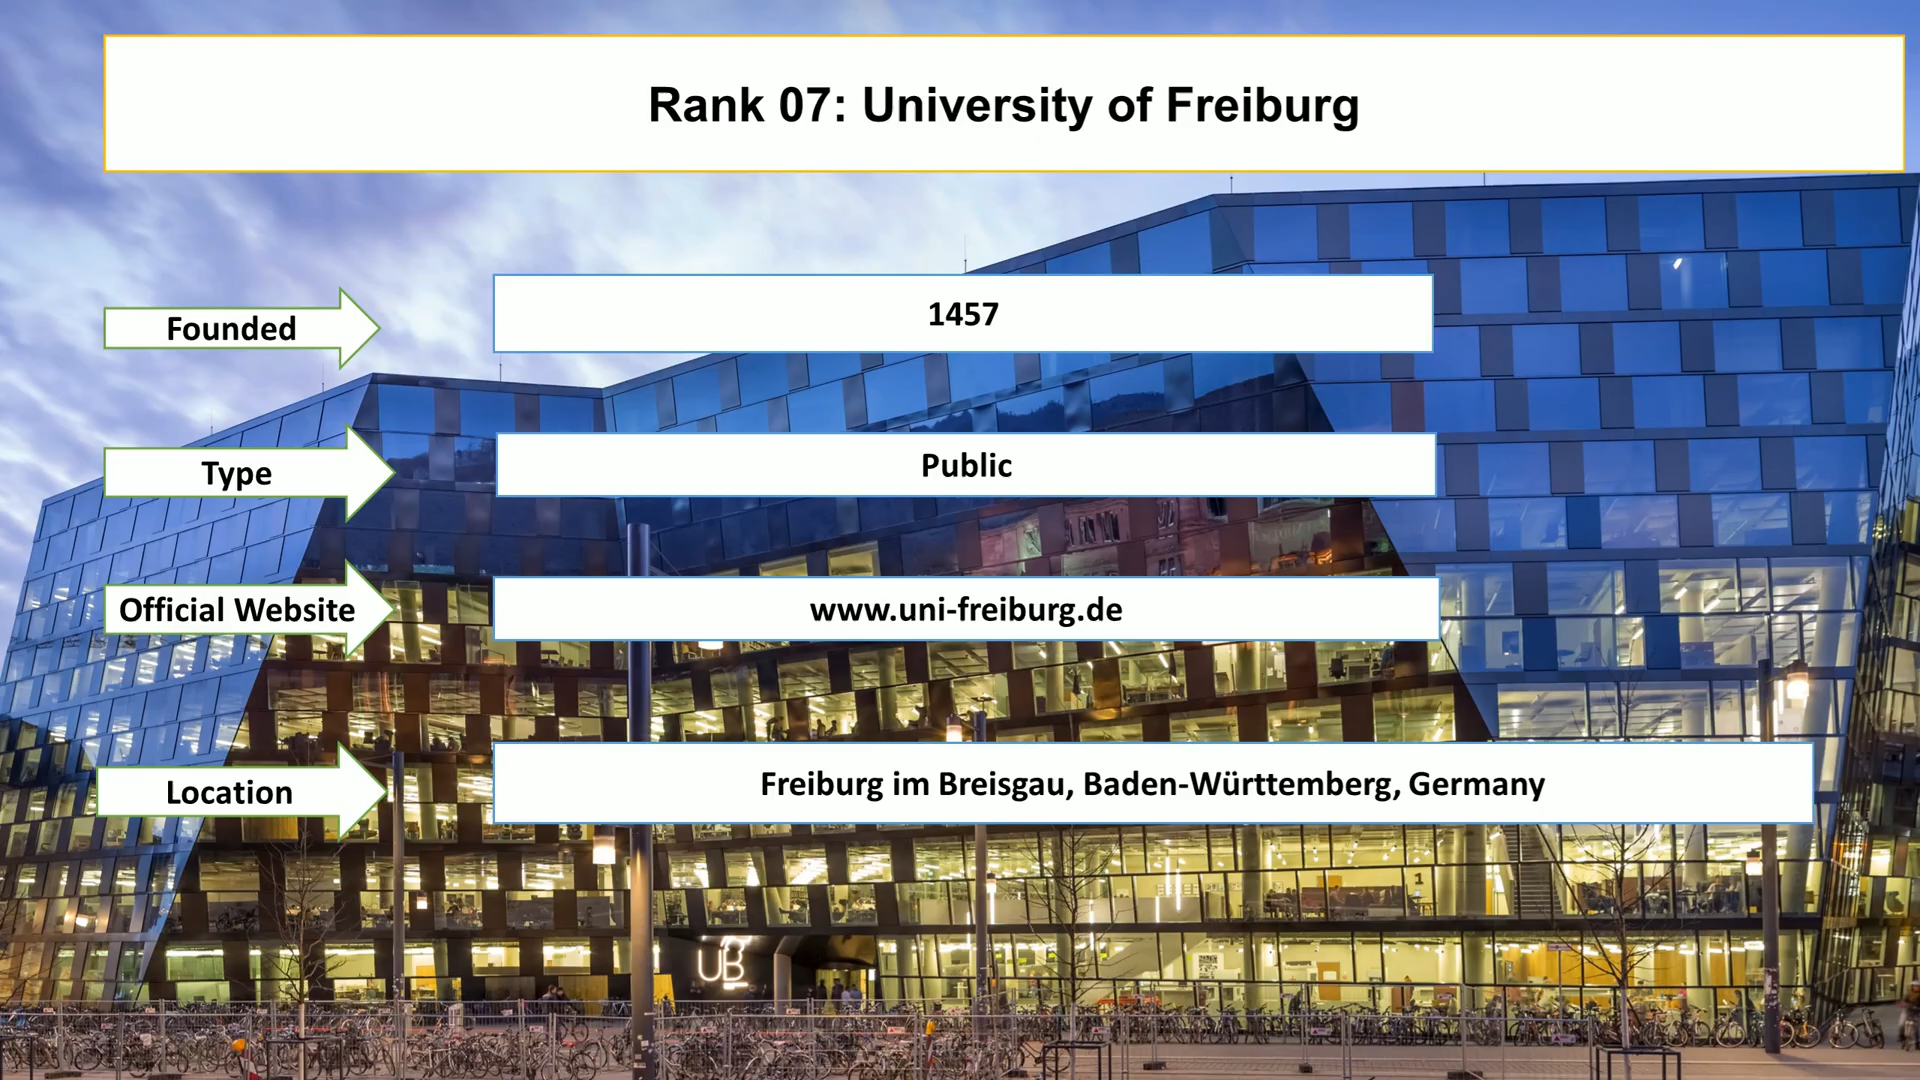 Rank 07: University of Freiburg
Founded
1457
Type
Public
Official Website
www.uni-freiburg.de
Location
Freiburg im Breisgau, Baden-Württemberg, Germany
1
UB